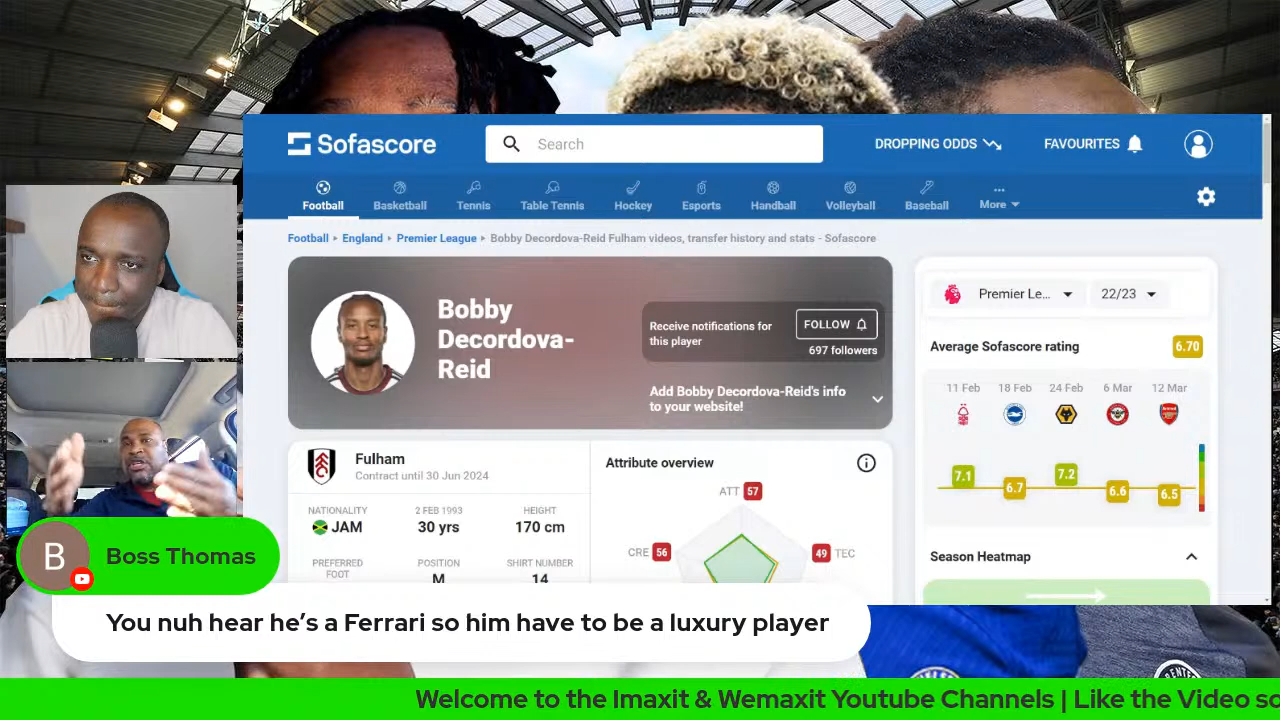 Sofascore
Search
DROPPING ODDS
FAVOURITES
Football
Basketball
Tennis
Table Tennis
Hockey
Esports
Handball
Volleyball
Baseball
More
Football
England
Premier League
Bobby Decordova-Reid Fulham videos, transfer history and stats - Sofascore
Bobby
Decordova-
Reid
Receive notifications for
this player
FOLLOW
697 followers
Add Bobby Decordova-Reid's info
to your website!
Premier Le...
22/23
Average Sofascore rating
6.70
11 Feb
18 Feb
24 Feb
6 Mar
12 Mar
7.1
6.7
7.2
6.6
6.5
Season Heatmap
Fulham
Contract until 30 Jun 2024
NATIONALITY
JAM
2 FEB 1993
30 yrs
HEIGHT
170 cm
PREFERRED
FOOT
POSITION
M
SHIRT NUMBER
14
Attribute overview
ATT 57
CRE 56
49 TEC
B
Boss Thomas
You nuh hear he’s a Ferrari so him have to be a luxury player
Welcome to the Imaxit & Wemaxit Youtube Channels | Like the Video so